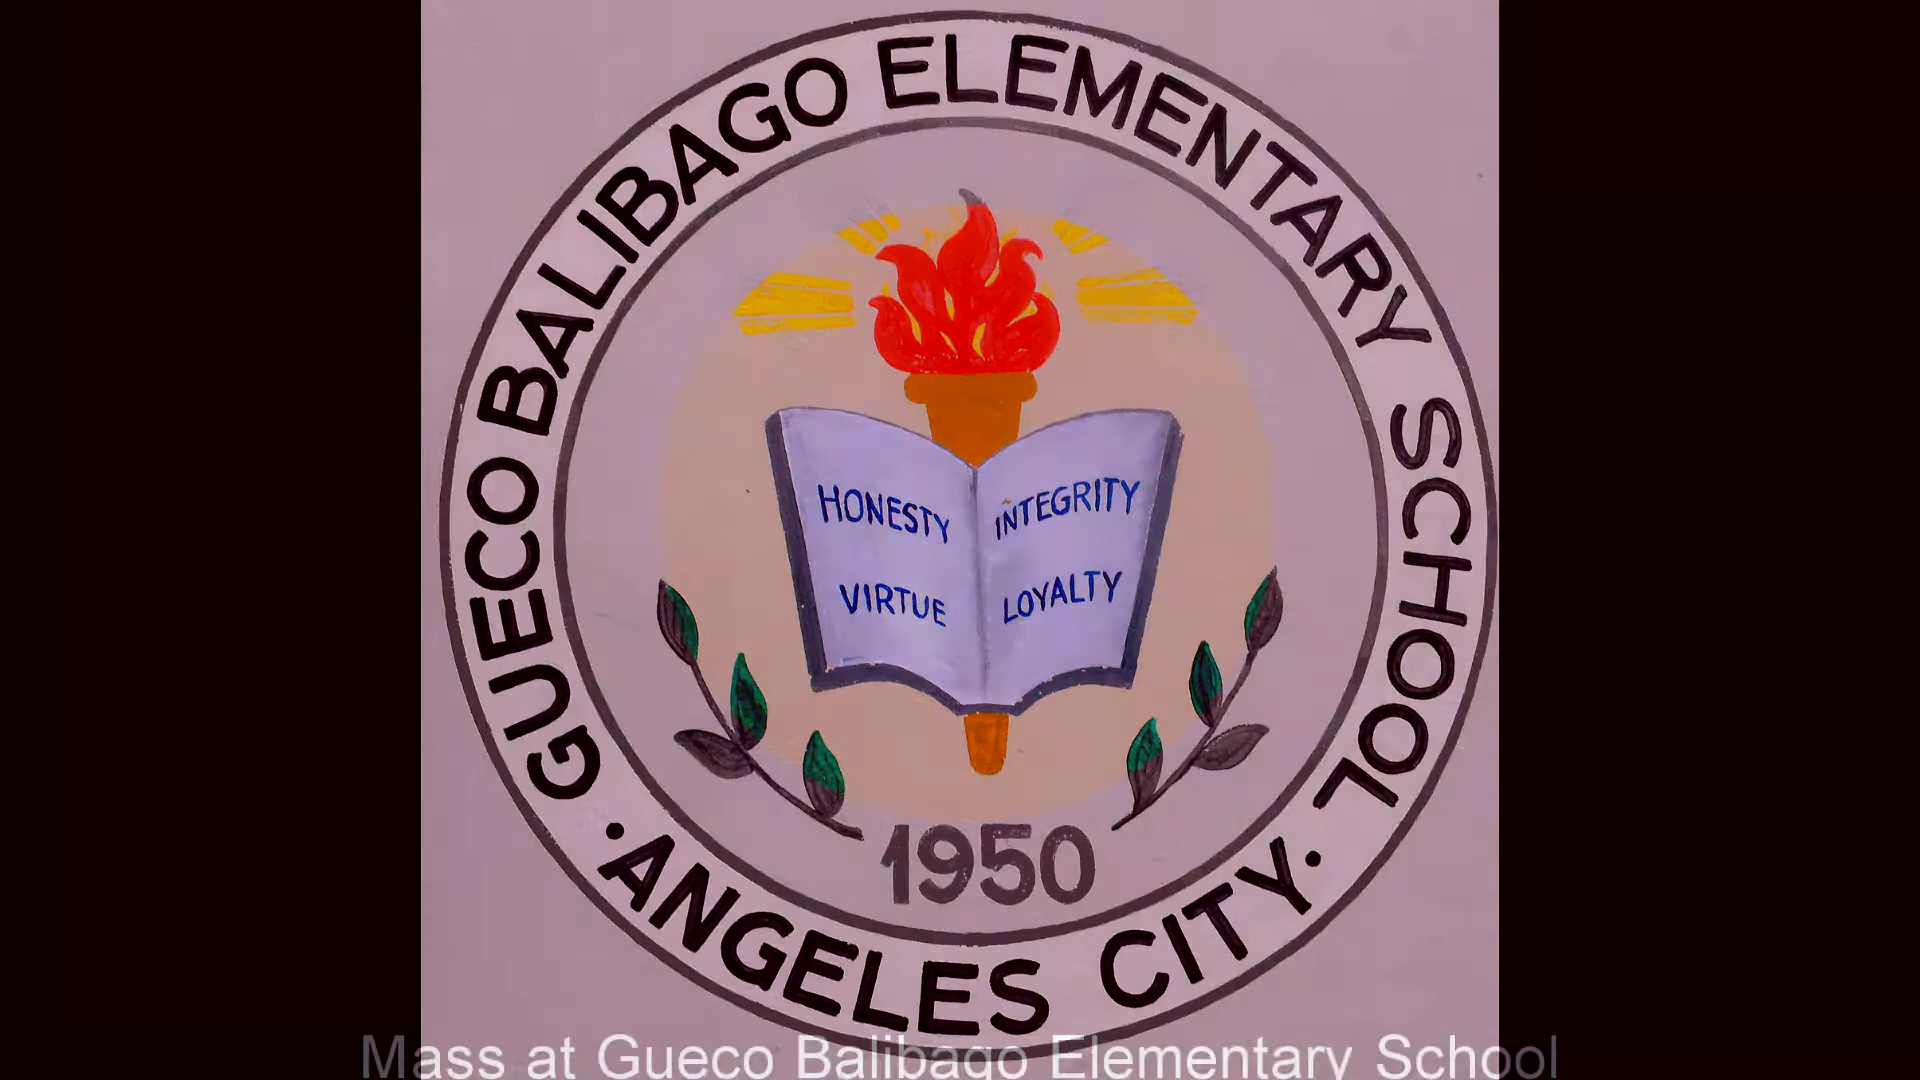 GUECO BALIBAGO ELEMENTARY SCHOOL
HONESTY
VIRTUE
INTEGRITY
LOYALTY
1950
· ANGELES CITY ·
Mass at Gueco Balibago Elementary School